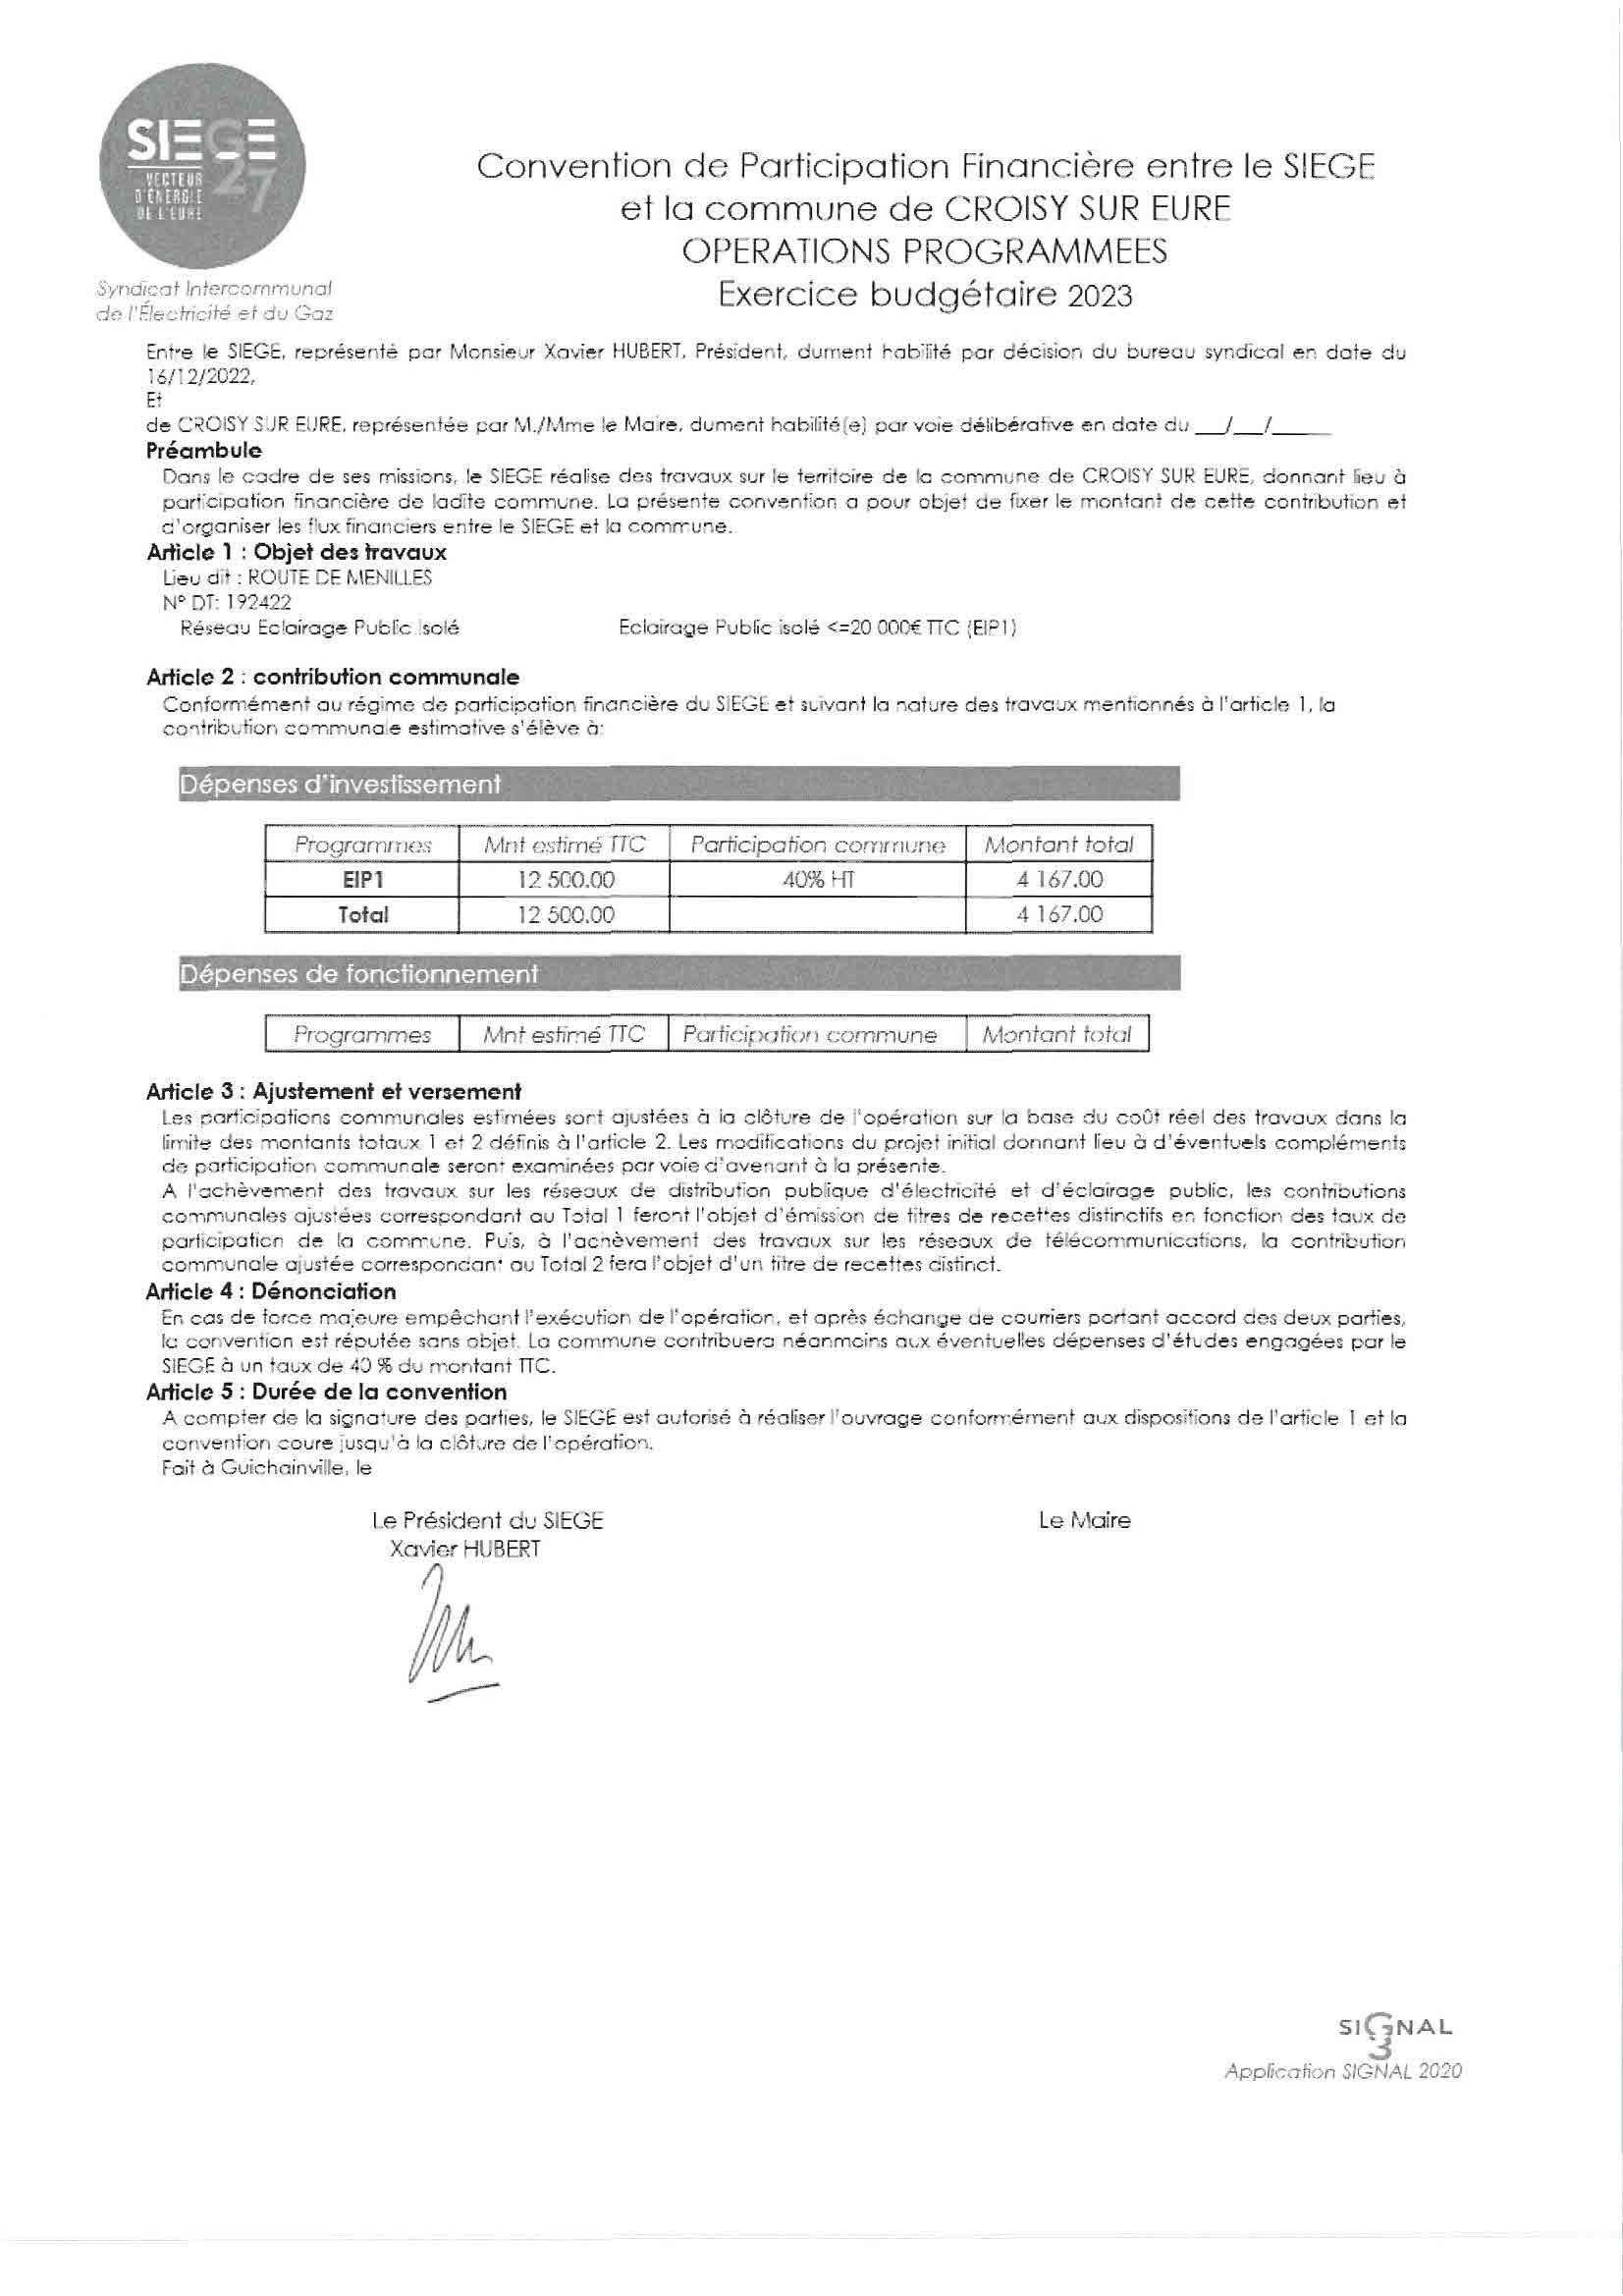 SIEGE
27
VECTEUR
D'ÉNERGIE
DE L'EURE
Syndicat Intercommunal
de l'Électricité et du Gaz
Convention de Participation Financière entre le SIEGE
et la commune de CROISY SUR EURE
OPERATIONS PROGRAMMEES
Exercice budgétaire 2023
Entre le SIEGE, représenté par Monsieur Xavier HUBERT, Président, dument habilité par décision du bureau syndical en date du
16/12/2022,
Et
de CROISY SUR EURE, représentée par M./Mme le Maire, dument habilité(e) par voie délibérative en date du __/__/____
Préambule
Dans le cadre de ses missions, le SIEGE réalise des travaux sur le territoire de la commune de CROISY SUR EURE, donnant lieu à
participation financière de ladite commune. La présente convention a pour objet de fixer le montant de cette contribution et
d'organiser les flux financiers entre le SIEGE et la commune.
Article 1 : Objet des travaux
Lieu dit : ROUTE DE MENILLES
N° DT: 192422
Réseau Eclairage Public isolé Eclairage Public isolé <=20 000€ TTC (EIP1)
Article 2 : contribution communale
Conformément au régime de participation financière du SIEGE et suivant la nature des travaux mentionnés à l'article 1, la
contribution communale estimative s'élève à:
Dépenses d'investissement
Programmes Mnt estimé TTC Participation commune Montant total
EIP1 12 500.00 40% HT 4 167.00
Total 12 500.00 4 167.00
Dépenses de fonctionnement
Programmes Mnt estimé TTC Participation commune Montant total
Article 3 : Ajustement et versement
Les participations communales estimées sont ajustées à la clôture de l'opération sur la base du coût réel des travaux dans la
limite des montants totaux 1 et 2 définis à l'article 2. Les modifications du projet initial donnant lieu à d'éventuels compléments
de participation communale seront examinées par voie d'avenant à la présente.
A l'achèvement des travaux sur les réseaux de distribution publique d'électricité et d'éclairage public, les contributions
communales ajustées correspondant au Total 1 feront l'objet d'émission de titres de recettes distinctifs en fonction des taux de
participation de la commune. Puis, à l'achèvement des travaux sur les réseaux de télécommunications, la contribution
communale ajustée correspondant au Total 2 fera l'objet d'un titre de recettes distinct.
Article 4 : Dénonciation
En cas de force majeure empêchant l'exécution de l'opération, et après échange de courriers portant accord des deux parties,
la convention est réputée sans objet. La commune contribuera néanmoins aux éventuelles dépenses d'études engagées par le
SIEGE à un taux de 40 % du montant TTC.
Article 5 : Durée de la convention
A compter de la signature des parties, le SIEGE est autorisé à réaliser l'ouvrage conformément aux dispositions de l'article 1 et la
convention coure jusqu'à la clôture de l'opération.
Fait à Guichainville, le
Le Président du SIEGE Le Maire
Xavier HUBERT
SIGNAL
3
Application SIGNAL 2020